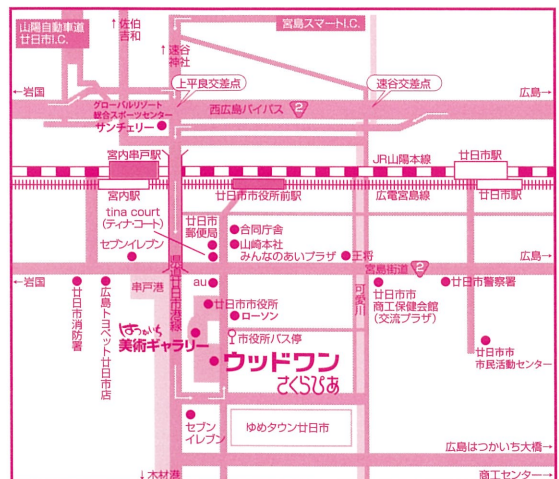 山陽自動車道
廿日市I.C.
↑佐伯
吉和
↑速谷
神社
宮島スマートI.C.
上平良交差点
速谷交差点
←岩国
広島→
西広島バイパス 2
グローバルリゾート
総合スポーツセンター
サンチェリー
宮内串戸駅
JR山陽本線
廿日市駅
宮内駅
廿日市市役所前駅
広電宮島線
廿日市駅
tina court
(ティナ・コート)
セブンイレブン
廿日市
郵便局
合同庁舎
山崎本社
みんなのあいプラザ
王将
←岩国
県道廿日市港線
宮島街道 2
広島→
廿日市消防署
広島トヨペット廿日市店
串戸港
au
廿日市市役所
ローソン
可愛川
廿日市市
商工保健会館
(交流プラザ)
廿日市警察署
はつかいち
美術ギャラリー
市役所バス停
廿日市市
市民活動センター
ウッドワン
さくらぴあ
セブン
イレブン
ゆめタウン廿日市
広島はつかいち大橋→
↓木材港
商工センター→